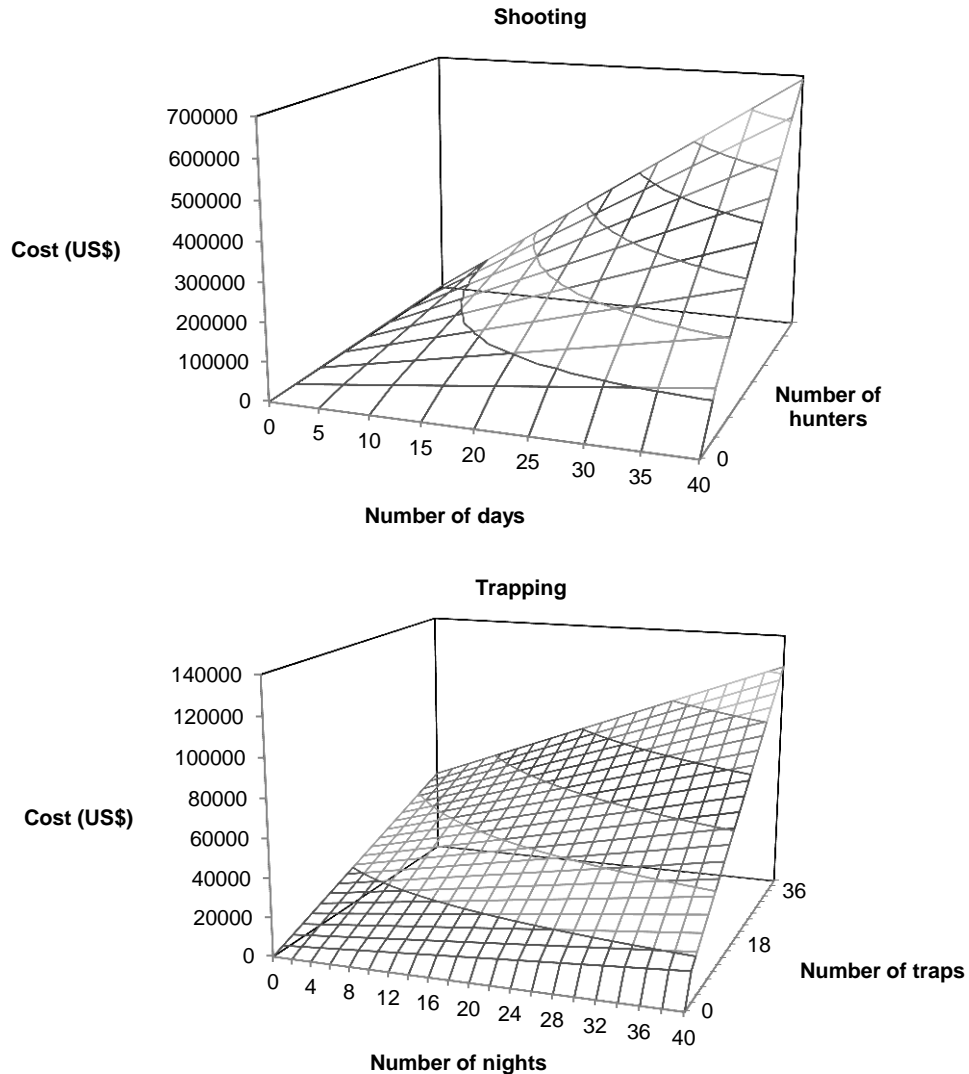 Shooting
700000
600000
500000
400000
300000
200000
100000
0
Cost (US$)
0 5 10 15 20 25 30 35 40
Number of days
0
Number of
hunters
Trapping
140000
120000
100000
80000
60000
40000
20000
0
Cost (US$)
0 4 8 12 16 20 24 28 32 36 40
Number of nights
36
18
0
Number of traps